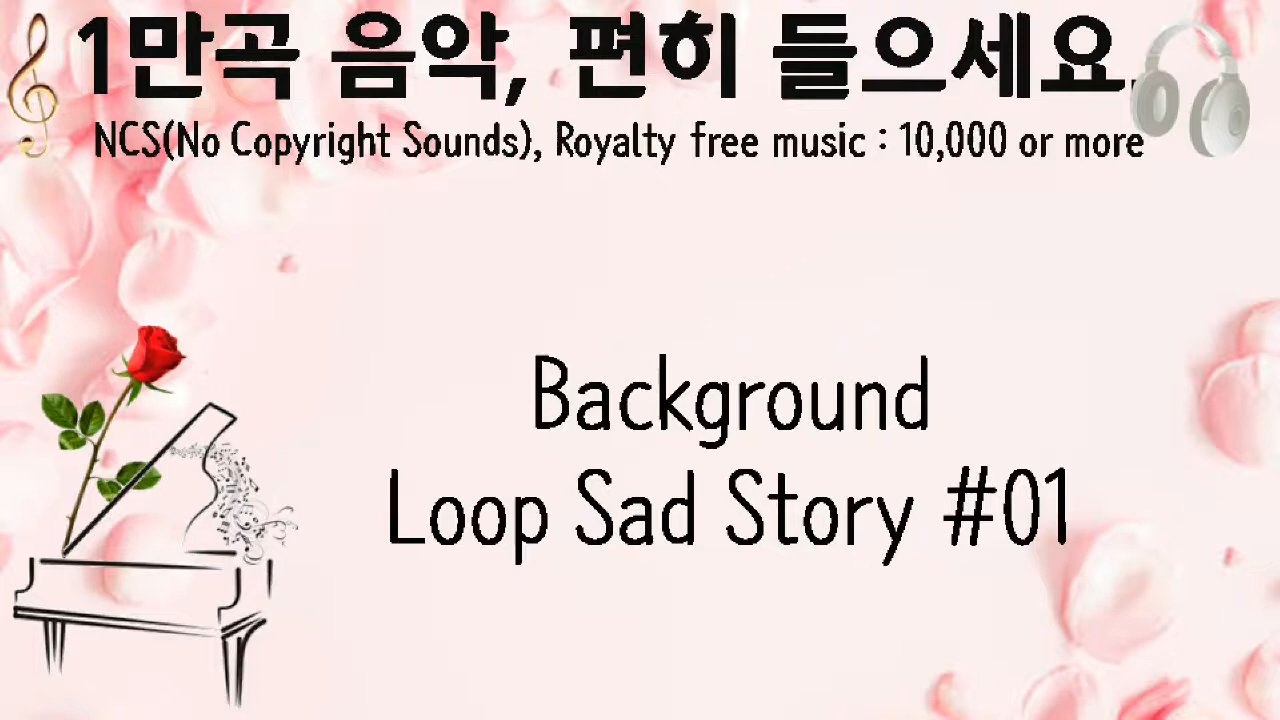 1만곡 음악, 편히 들으세요.
NCS(No Copyright Sounds), Royalty free music : 10,000 or more
Background
Loop Sad Story #01